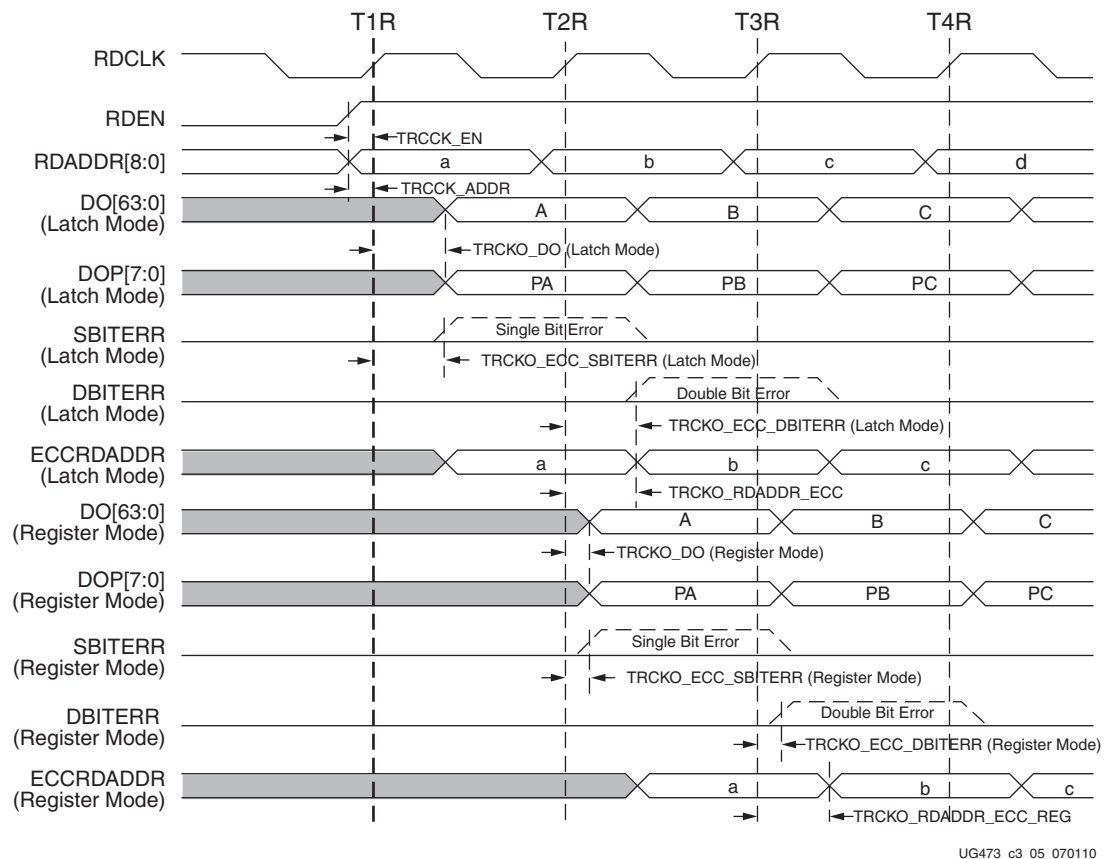 T1R T2R T3R T4R
RDCLK
RDEN
TRCCK_EN
RDADDR[8:0] a b c d
TRCCK_ADDR
DO[63:0]
(Latch Mode) A B C
TRCKO_DO (Latch Mode)
DOP[7:0]
(Latch Mode) PA PB PC
SBITERR
(Latch Mode) Single Bit Error
TRCKO_ECC_SBITERR (Latch Mode)
DBITERR
(Latch Mode) Double Bit Error
TRCKO_ECC_DBITERR (Latch Mode)
ECCRDADDR
(Latch Mode) a b c
TRCKO_RDADDR_ECC
DO[63:0]
(Register Mode) A B C
TRCKO_DO (Register Mode)
DOP[7:0]
(Register Mode) PA PB PC
SBITERR
(Register Mode) Single Bit Error
TRCKO_ECC_SBITERR (Register Mode)
DBITERR
(Register Mode) Double Bit Error
TRCKO_ECC_DBITERR (Register Mode)
ECCRDADDR
(Register Mode) a b c
TRCKO_RDADDR_ECC_REG
UG473_c3_05_070110